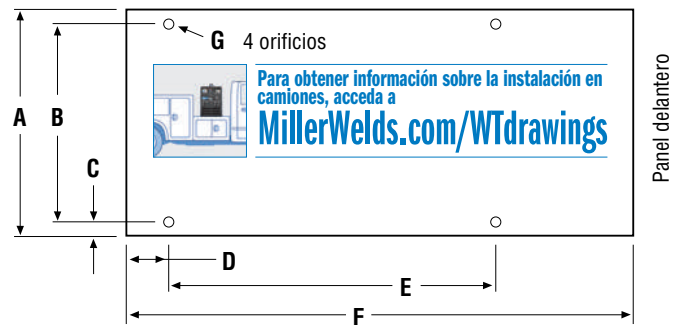 G 4 orificios
A
B
C
Para obtener información sobre la instalación en
camiones, acceda a
MillerWelds.com/WTdrawings
Panel delantero
D
E
F